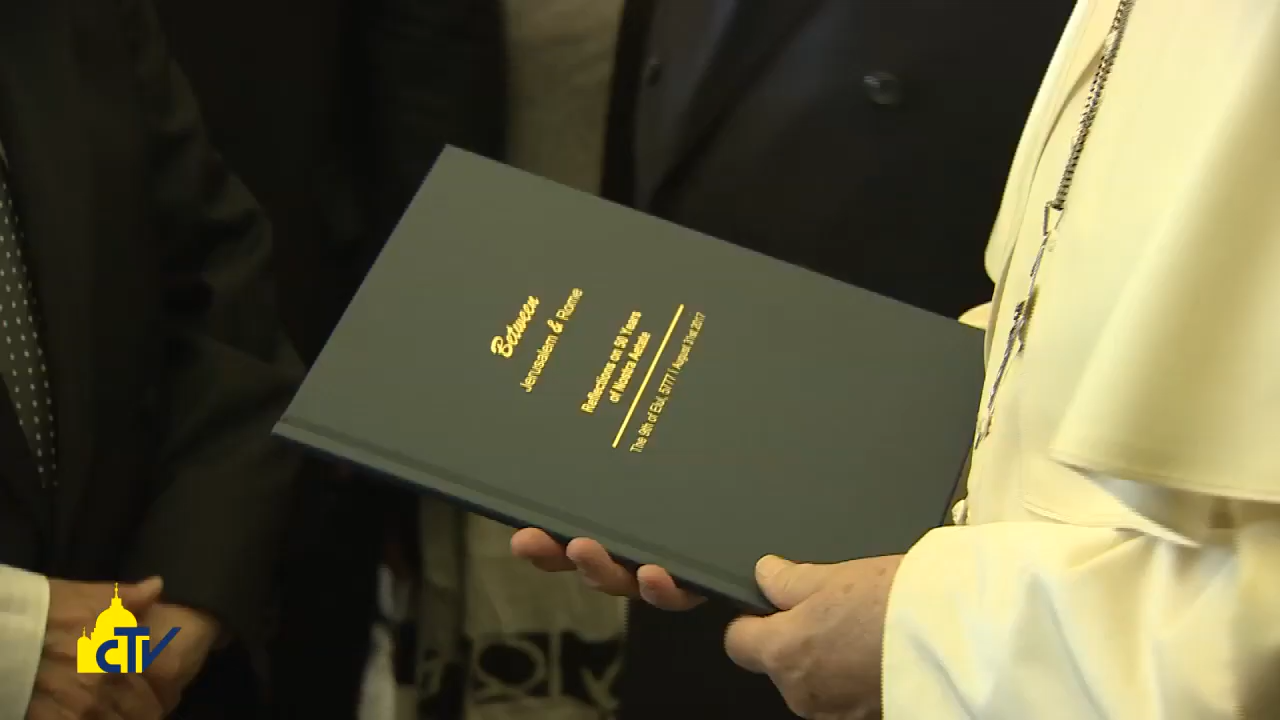 Between
Jerusalem & Rome
Reflections on 50 Years
of Nostra Aetate
The 9th of Elul, 5777 | August 31st 2017
CTV